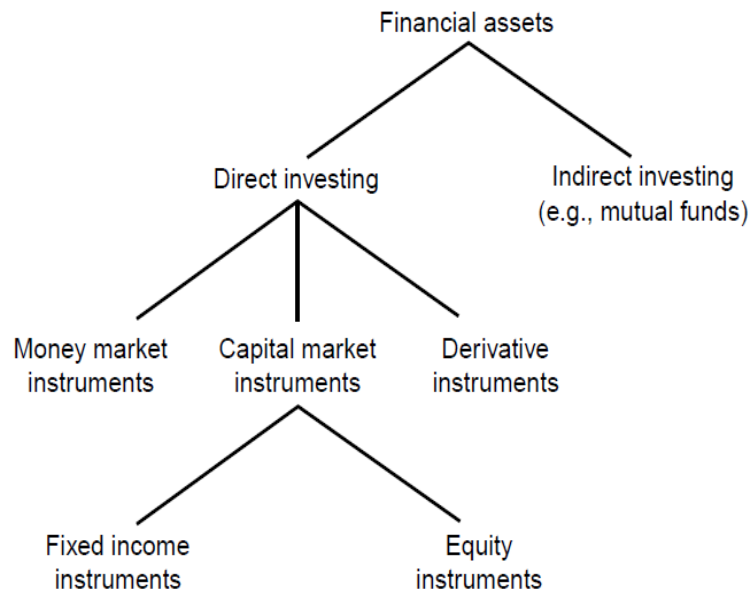 Financial assets
Direct investing
Indirect investing
(e.g., mutual funds)
Money market
instruments
Capital market
instruments
Derivative
instruments
Fixed income
instruments
Equity
instruments